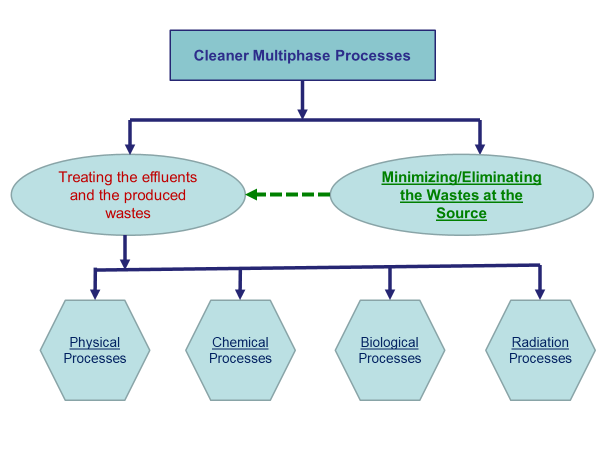 Cleaner Multiphase Processes
Treating the effluents
and the produced
wastes
Minimizing/Eliminating
the Wastes at the
Source
Physical
Processes
Chemical
Processes
Biological
Processes
Radiation
Processes